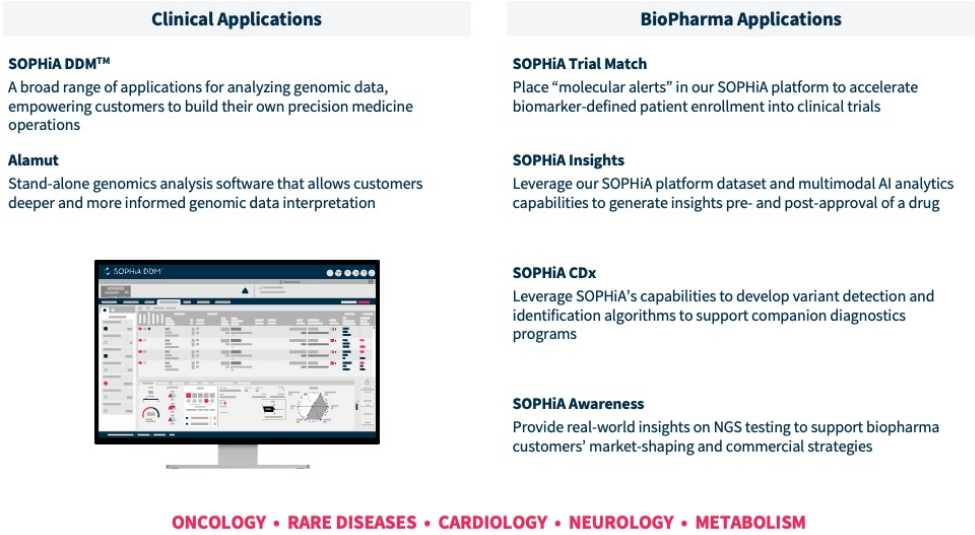 Clinical Applications
SOPHiA DDM™
A broad range of applications for analyzing genomic data,
empowering customers to build their own precision medicine
operations
Alamut
Stand-alone genomics analysis software that allows customers
deeper and more informed genomic data interpretation
SOPHiA DDM™
BioPharma Applications
SOPHiA Trial Match
Place “molecular alerts” in our SOPHiA platform to accelerate
biomarker-defined patient enrollment into clinical trials
SOPHiA Insights
Leverage our SOPHiA platform dataset and multimodal AI analytics
capabilities to generate insights pre- and post-approval of a drug
SOPHiA CDx
Leverage SOPHiA’s capabilities to develop variant detection and
identification algorithms to support companion diagnostics
programs
SOPHiA Awareness
Provide real-world insights on NGS testing to support biopharma
customers’ market-shaping and commercial strategies
ONCOLOGY • RARE DISEASES • CARDIOLOGY • NEUROLOGY • METABOLISM